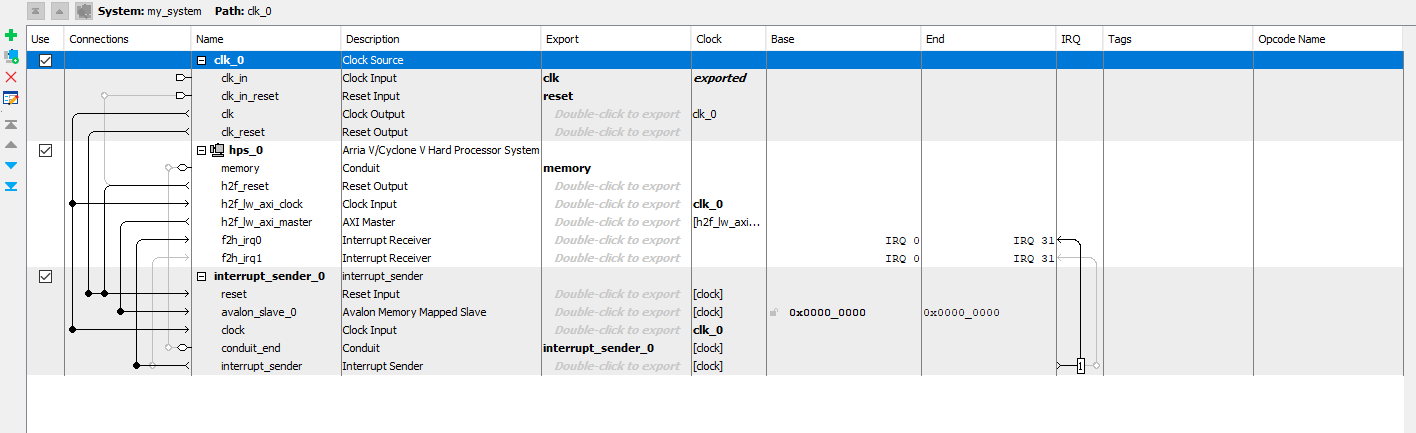 System: my_system Path: clk_0
Use Connections Name Description Export Clock Base End IRQ Tags Opcode Name
clk_0 Clock Source
clk_in Clock Input clk exported
clk_in_reset Reset Input reset
clk Clock Output Double-click to export clk_0
clk_reset Reset Output Double-click to export
hps_0 Arria V/Cyclone V Hard Processor System
memory Conduit memory
h2f_reset Reset Output Double-click to export
h2f_lw_axi_clock Clock Input Double-click to export clk_0
h2f_lw_axi_master AXI Master Double-click to export [h2f_lw_axi...
f2h_irq0 Interrupt Receiver Double-click to export IRQ 0 IRQ 31
f2h_irq1 Interrupt Receiver Double-click to export IRQ 0 IRQ 31
interrupt_sender_0 interrupt_sender
reset Reset Input Double-click to export [clock]
avalon_slave_0 Avalon Memory Mapped Slave Double-click to export [clock] 0x0000_0000 0x0000_0000
clock Clock Input Double-click to export clk_0
conduit_end Conduit interrupt_sender_0 [clock]
interrupt_sender Interrupt Sender Double-click to export [clock] 1